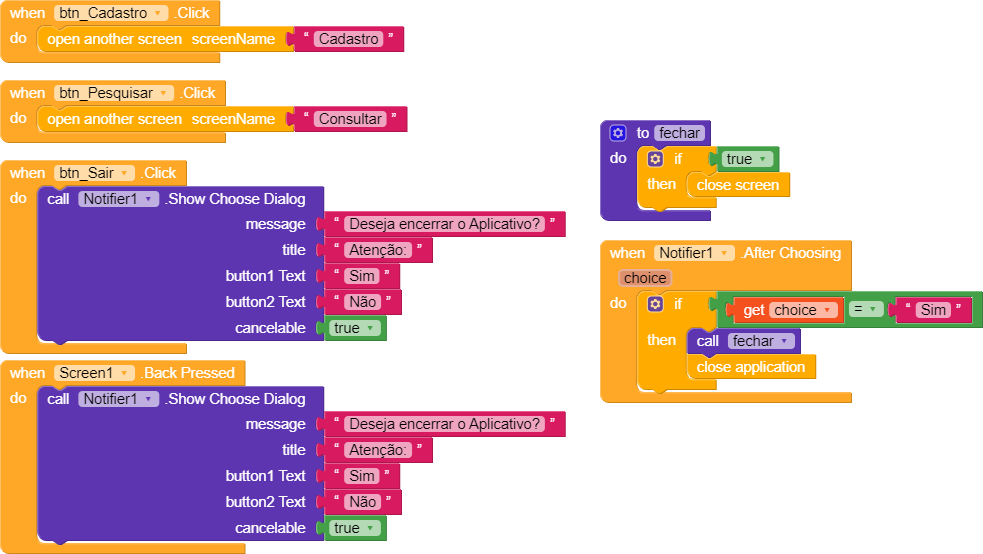 when btn_Cadastro .Click
do open another screen screenName " Cadastro "
when btn_Pesquisar .Click
do open another screen screenName " Consultar "
when btn_Sair .Click
do call Notifier1 .Show Choose Dialog
message " Deseja encerrar o Aplicativo? "
title " Atenção: "
button1 Text " Sim "
button2 Text " Não "
cancelable true
when Screen1 .Back Pressed
do call Notifier1 .Show Choose Dialog
message " Deseja encerrar o Aplicativo? "
title " Atenção: "
button1 Text " Sim "
button2 Text " Não "
cancelable true
to fechar
do if true
then close screen
when Notifier1 .After Choosing
choice
do if get choice = " Sim "
then call fechar
close application